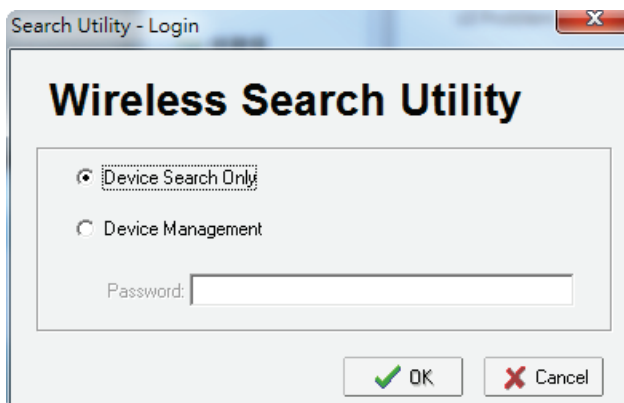 Search Utility - Login
Wireless Search Utility
Device Search Only
Device Management
Password:
OK
Cancel